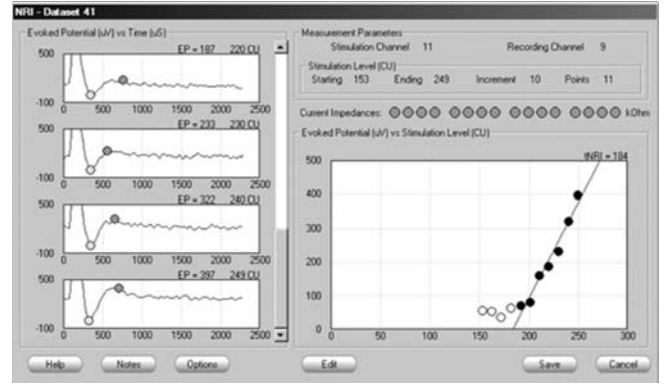 NRI - Dataset 41
Evoked Potential (uV) vs Time (uS)
500
EP = 187 220 CU
-100
0 500 1000 1500 2000 2500
500
EP = 233 230 CU
-100
0 500 1000 1500 2000 2500
500
EP = 322 240 CU
-100
0 500 1000 1500 2000 2500
500
EP = 397 249 CU
-100
0 500 1000 1500 2000 2500
Help Notes Options
Measurement Parameters
Stimulation Channel 11 Recording Channel 9
Stimulation Level (CU)
Starting 153 Ending 249 Increment 10 Points 11
Current Impedances: kOhm
Evoked Potential (uV) vs Stimulation Level (CU)
tNRI = 184
500
400
300
200
100
0
0 50 100 150 200 250 300
Edit Save Cancel